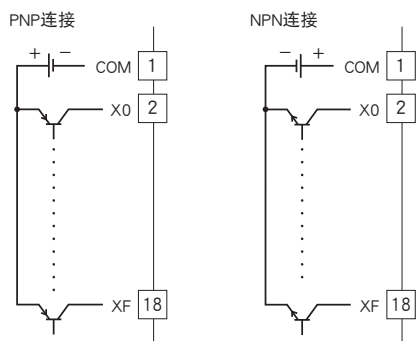 PNP连接
+ − COM 1
X0 2
XF 18
NPN连接
− + COM 1
X0 2
XF 18